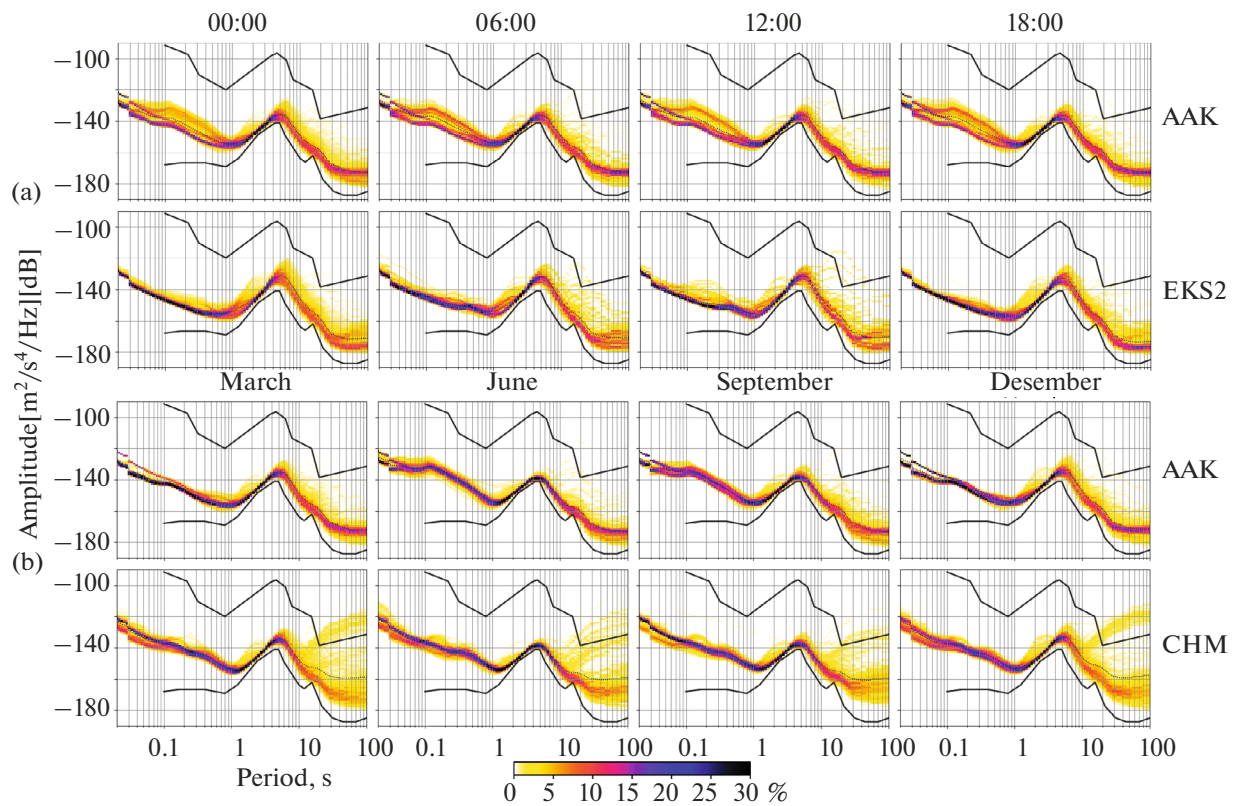 00:00 06:00 12:00 18:00
−100
−140
−180
AAK
(a)
−100
−140
−180
EKS2
March June September Desember
−100
−140
−180
AAK
(b)
−100
−140
−180
CHM
Amplitude[m²/s⁴/Hz][dB]
0.1 1 10 100 0.1 1 10 100 0.1 1 10 100 0.1 1 10 100
Period, s
0 5 10 15 20 25 30 %